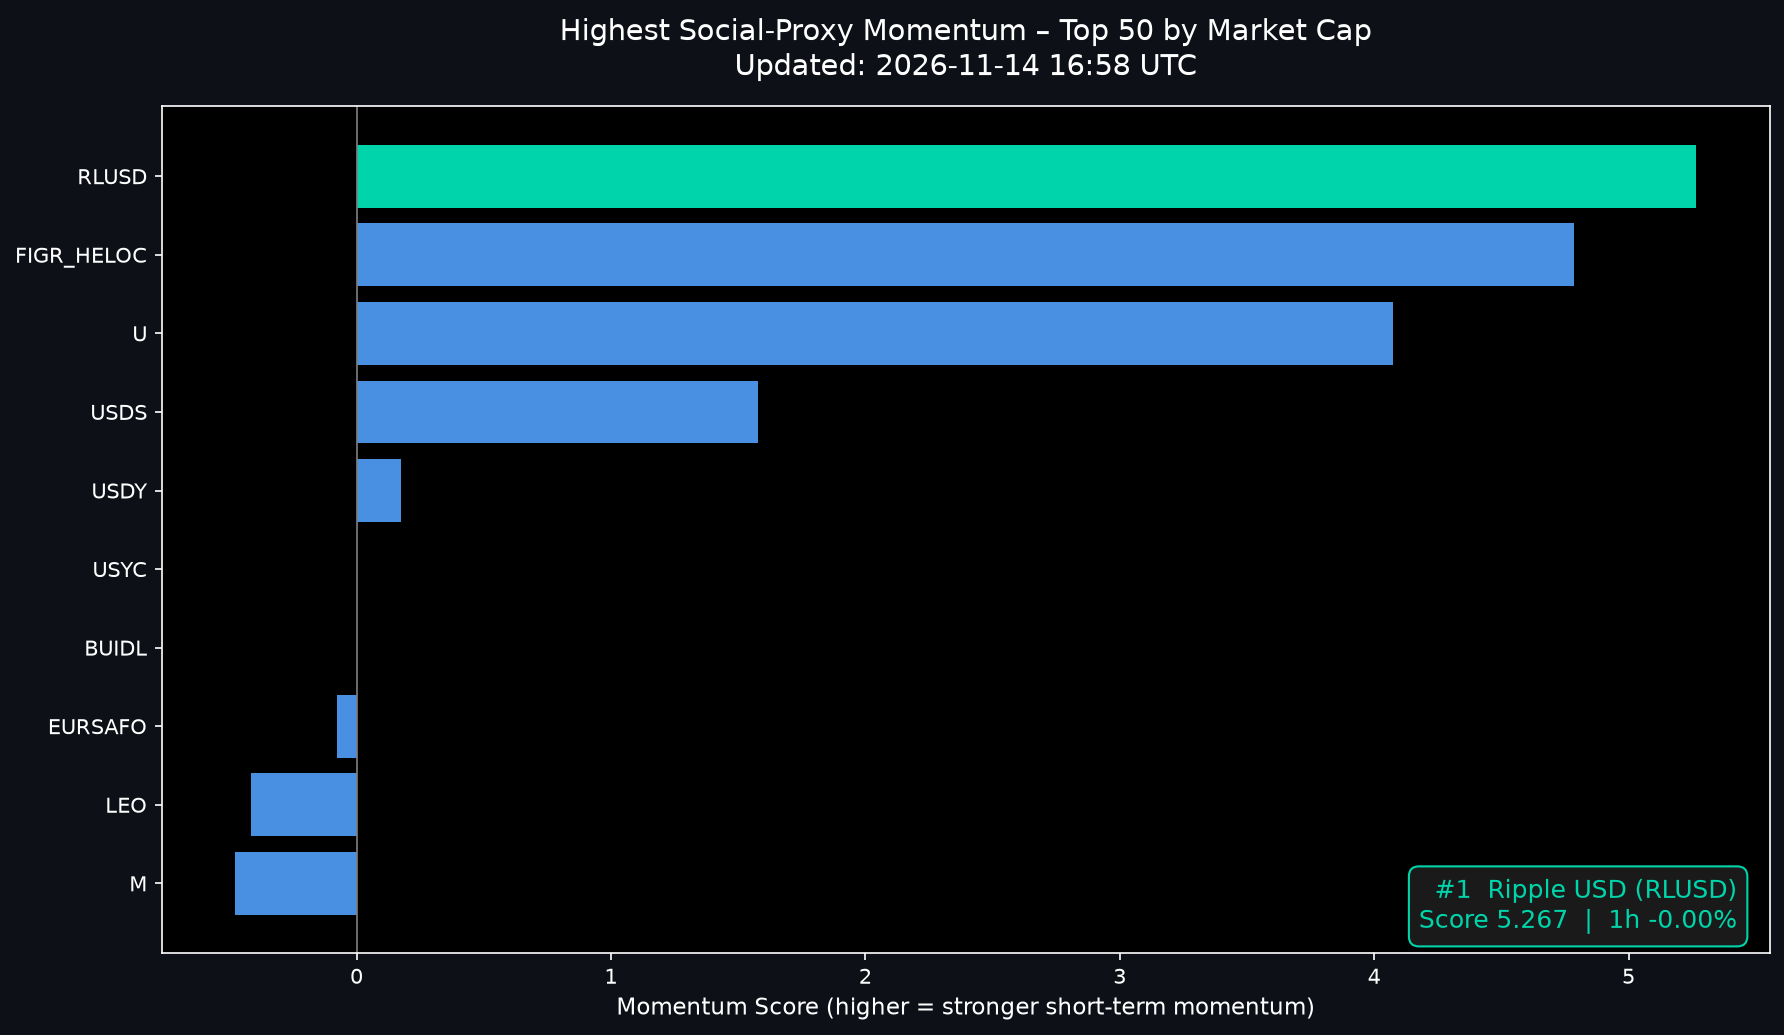 Highest Social-Proxy Momentum – Top 50 by Market Cap
Updated: 2026-11-14 16:58 UTC
RLUSD
FIGR_HELOC
U
USDS
USDY
USYC
BUIDL
EURSAFO
LEO
M
#1  Ripple USD (RLUSD)
Score 5.267  |  1h -0.00%
0 1 2 3 4 5
Momentum Score (higher = stronger short-term momentum)